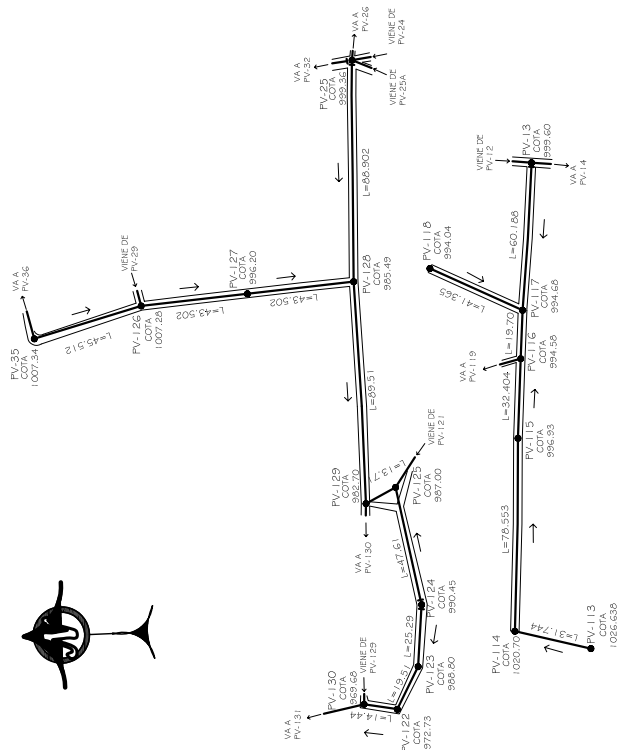 VA A
PV-26
VIENE DE
PV-24
VA A
PV-32
PV-25
COTA
999.36
VIENE DE
PV-25A
L=88.902
VIENE DE
PV-12
PV-13
COTA
999.60
VA A
PV-14
L=60.188
PV-118
COTA
994.04
L=41.365
PV-117
COTA
994.68
L=19.70
PV-116
COTA
994.58
VA A
PV-119
L=32.404
PV-115
COTA
996.93
L=78.553
PV-114
COTA
1020.70
L=31.744
PV-113
COTA
1026.638
VA A
PV-36
PV-35
COTA
1007.34
L=45.512
VIENE DE
PV-29
PV-126
COTA
1007.28
L=43.502
PV-127
COTA
996.20
L=43.502
PV-128
COTA
985.49
L=89.51
PV-129
COTA
982.70
VA A
PV-130
L=13.71
VIENE DE
PV-121
PV-125
COTA
987.00
L=47.61
PV-124
COTA
990.45
L=25.29
PV-123
COTA
988.80
L=19.51
PV-122
COTA
972.73
L=14.44
PV-130
COTA
969.68
VIENE DE
PV-129
VA A
PV-131